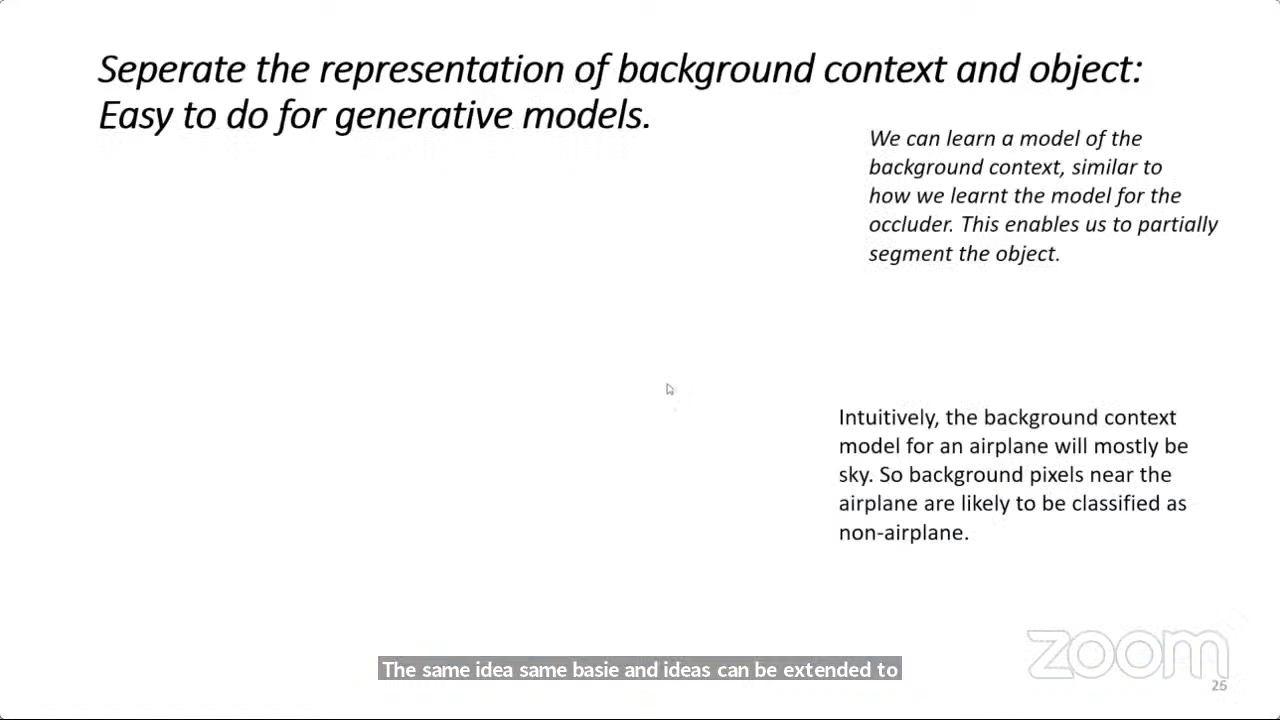 Seperate the representation of background context and object:
Easy to do for generative models.
We can learn a model of the
background context, similar to
how we learnt the model for the
occluder. This enables us to partially
segment the object.
Intuitively, the background context
model for an airplane will mostly be
sky. So background pixels near the
airplane are likely to be classified as
non-airplane.
The same idea same basie and ideas can be extended to
zoom
26